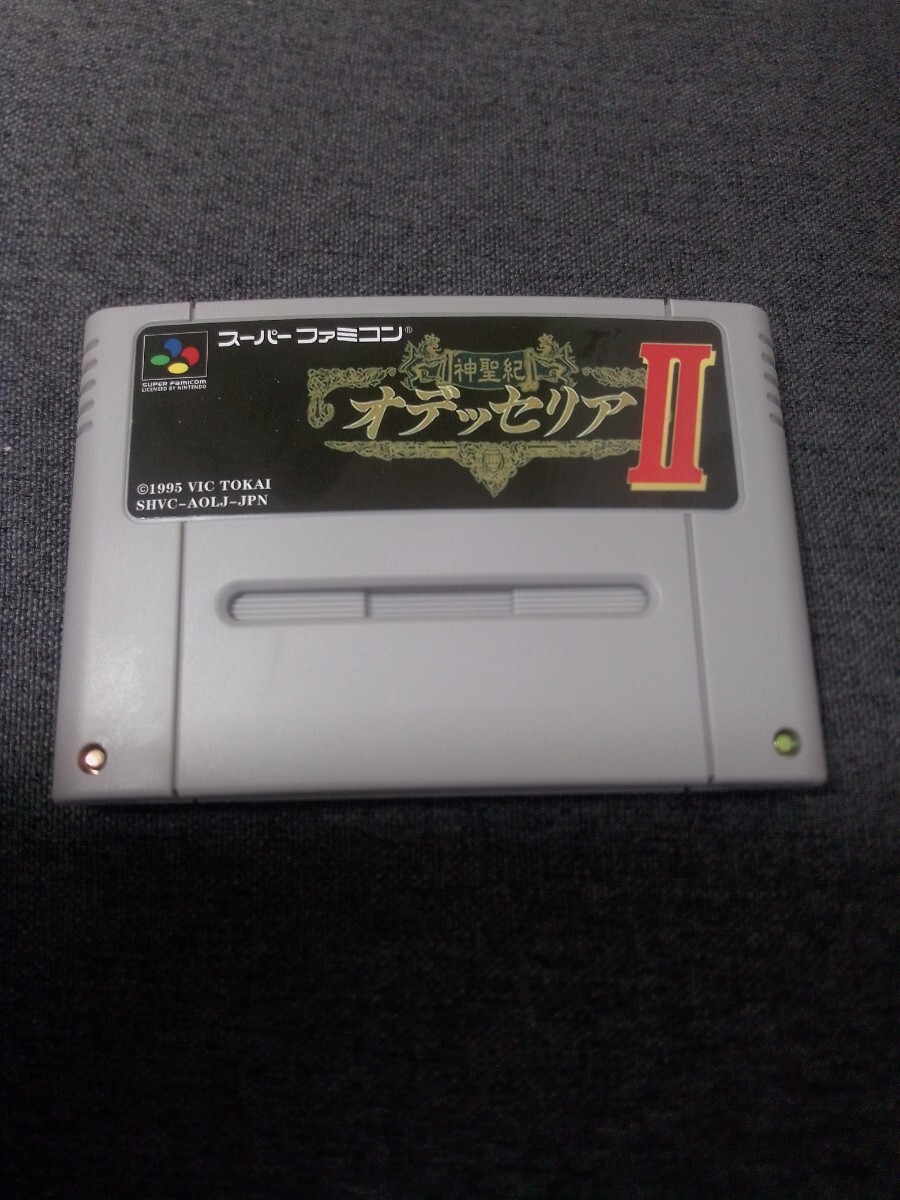 スーパーファミコン®
SUPER FAMICOM
LICENSED BY NINTENDO
神聖紀
オデッセリア
II
©1995 VIC TOKAI
SHVC-AOLJ-JPN